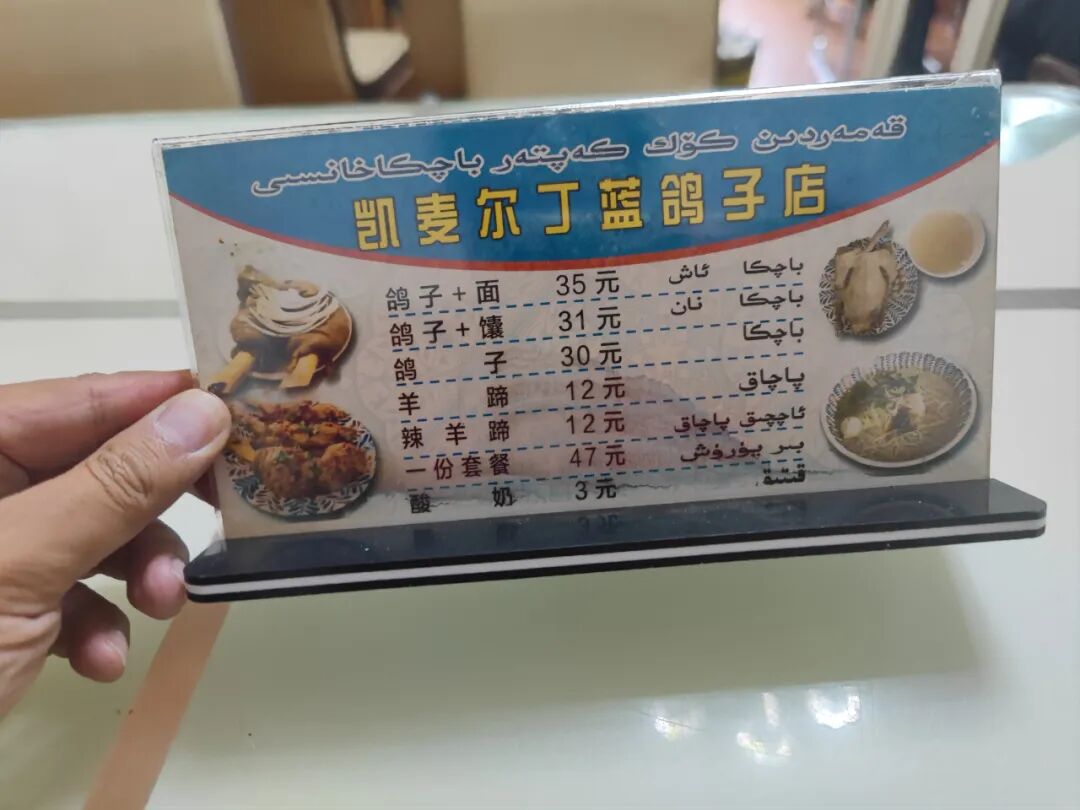 قەمەردىن كۆك كەپتەر باچكاخانىسى
凯麦尔丁蓝鸽子店
鸽子+面 35元 باچكا ئاش
鸽子+馕 31元 باچكا نان
鸽子 30元 باچكا
羊蹄 12元 پاچاق
辣羊蹄 12元 ئاچچىق پاچاق
一份套餐 47元 بىر يۈرۈش
酸奶 3元 قېتىق